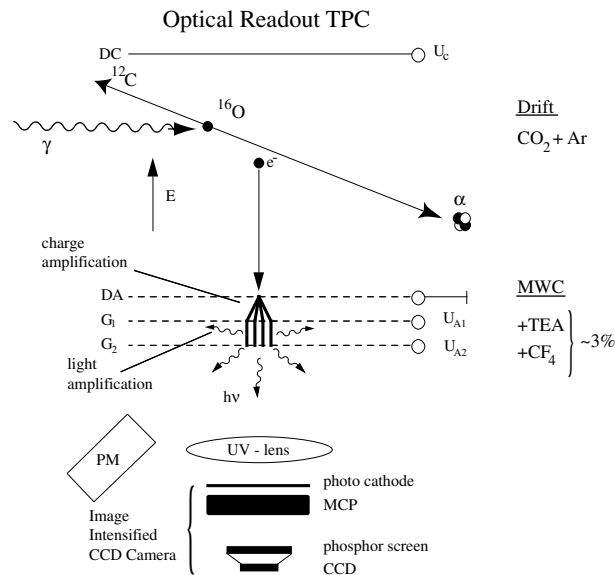 Optical Readout TPC
DC
U_c
^12C
^16O
γ
Drift
CO_2 + Ar
e^-
E
α
charge
amplification
DA
MWC
G_1
U_A1
+TEA
~3%
G_2
U_A2
+CF_4
light
amplification
hν
PM
UV - lens
photo cathode
MCP
Image
Intensified
CCD Camera
phosphor screen
CCD